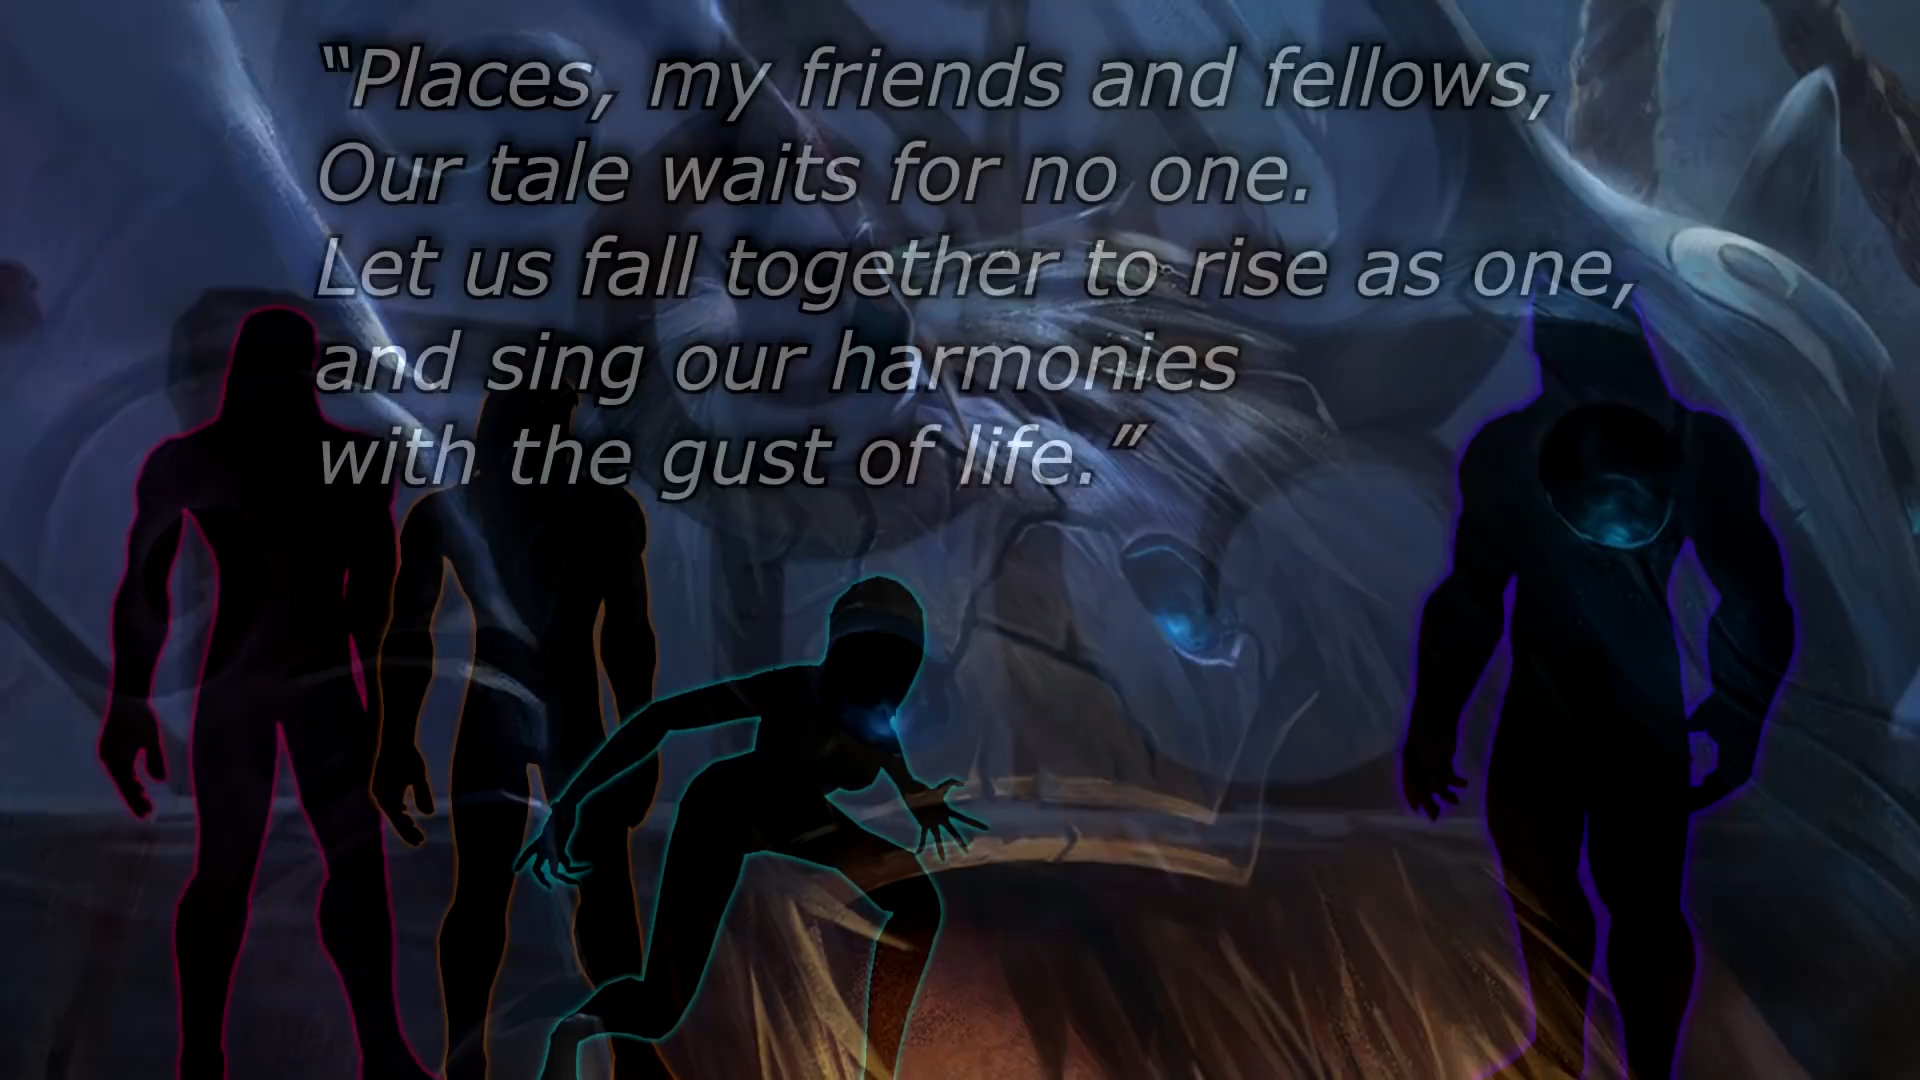 “Places, my friends and fellows,
Our tale waits for no one.
Let us fall together to rise as one,
and sing our harmonies
with the gust of life.”